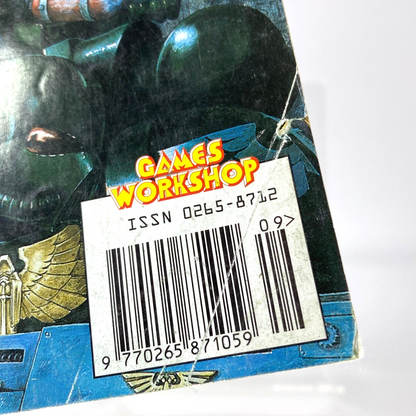 GAMES
WORKSHOP
ISSN 0265-8712
09>
9 770265 871059